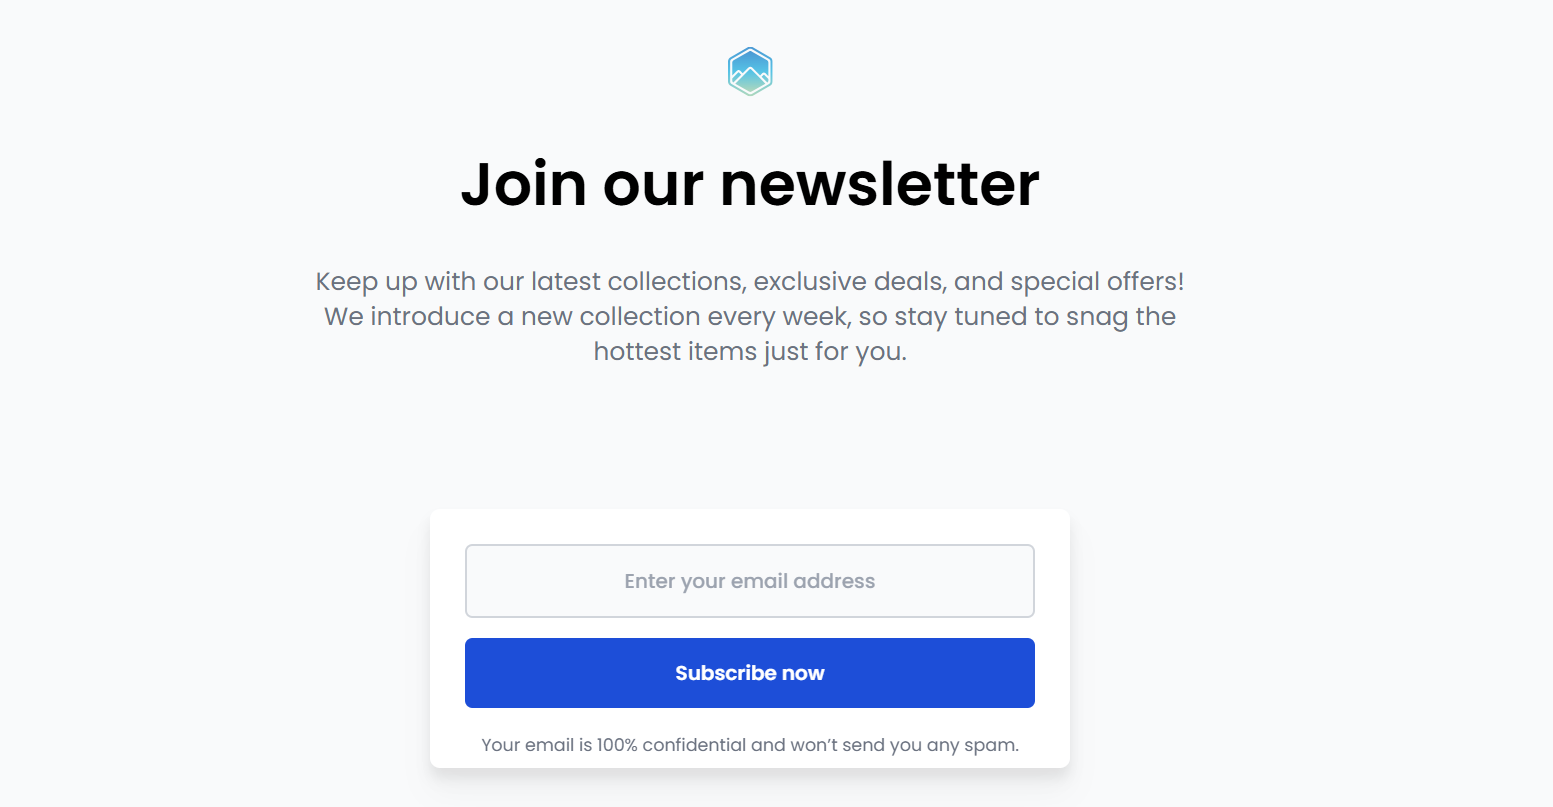 Join our newsletter
Keep up with our latest collections, exclusive deals, and special offers!
We introduce a new collection every week, so stay tuned to snag the
hottest items just for you.
Enter your email address
Subscribe now
Your email is 100% confidential and won’t send you any spam.